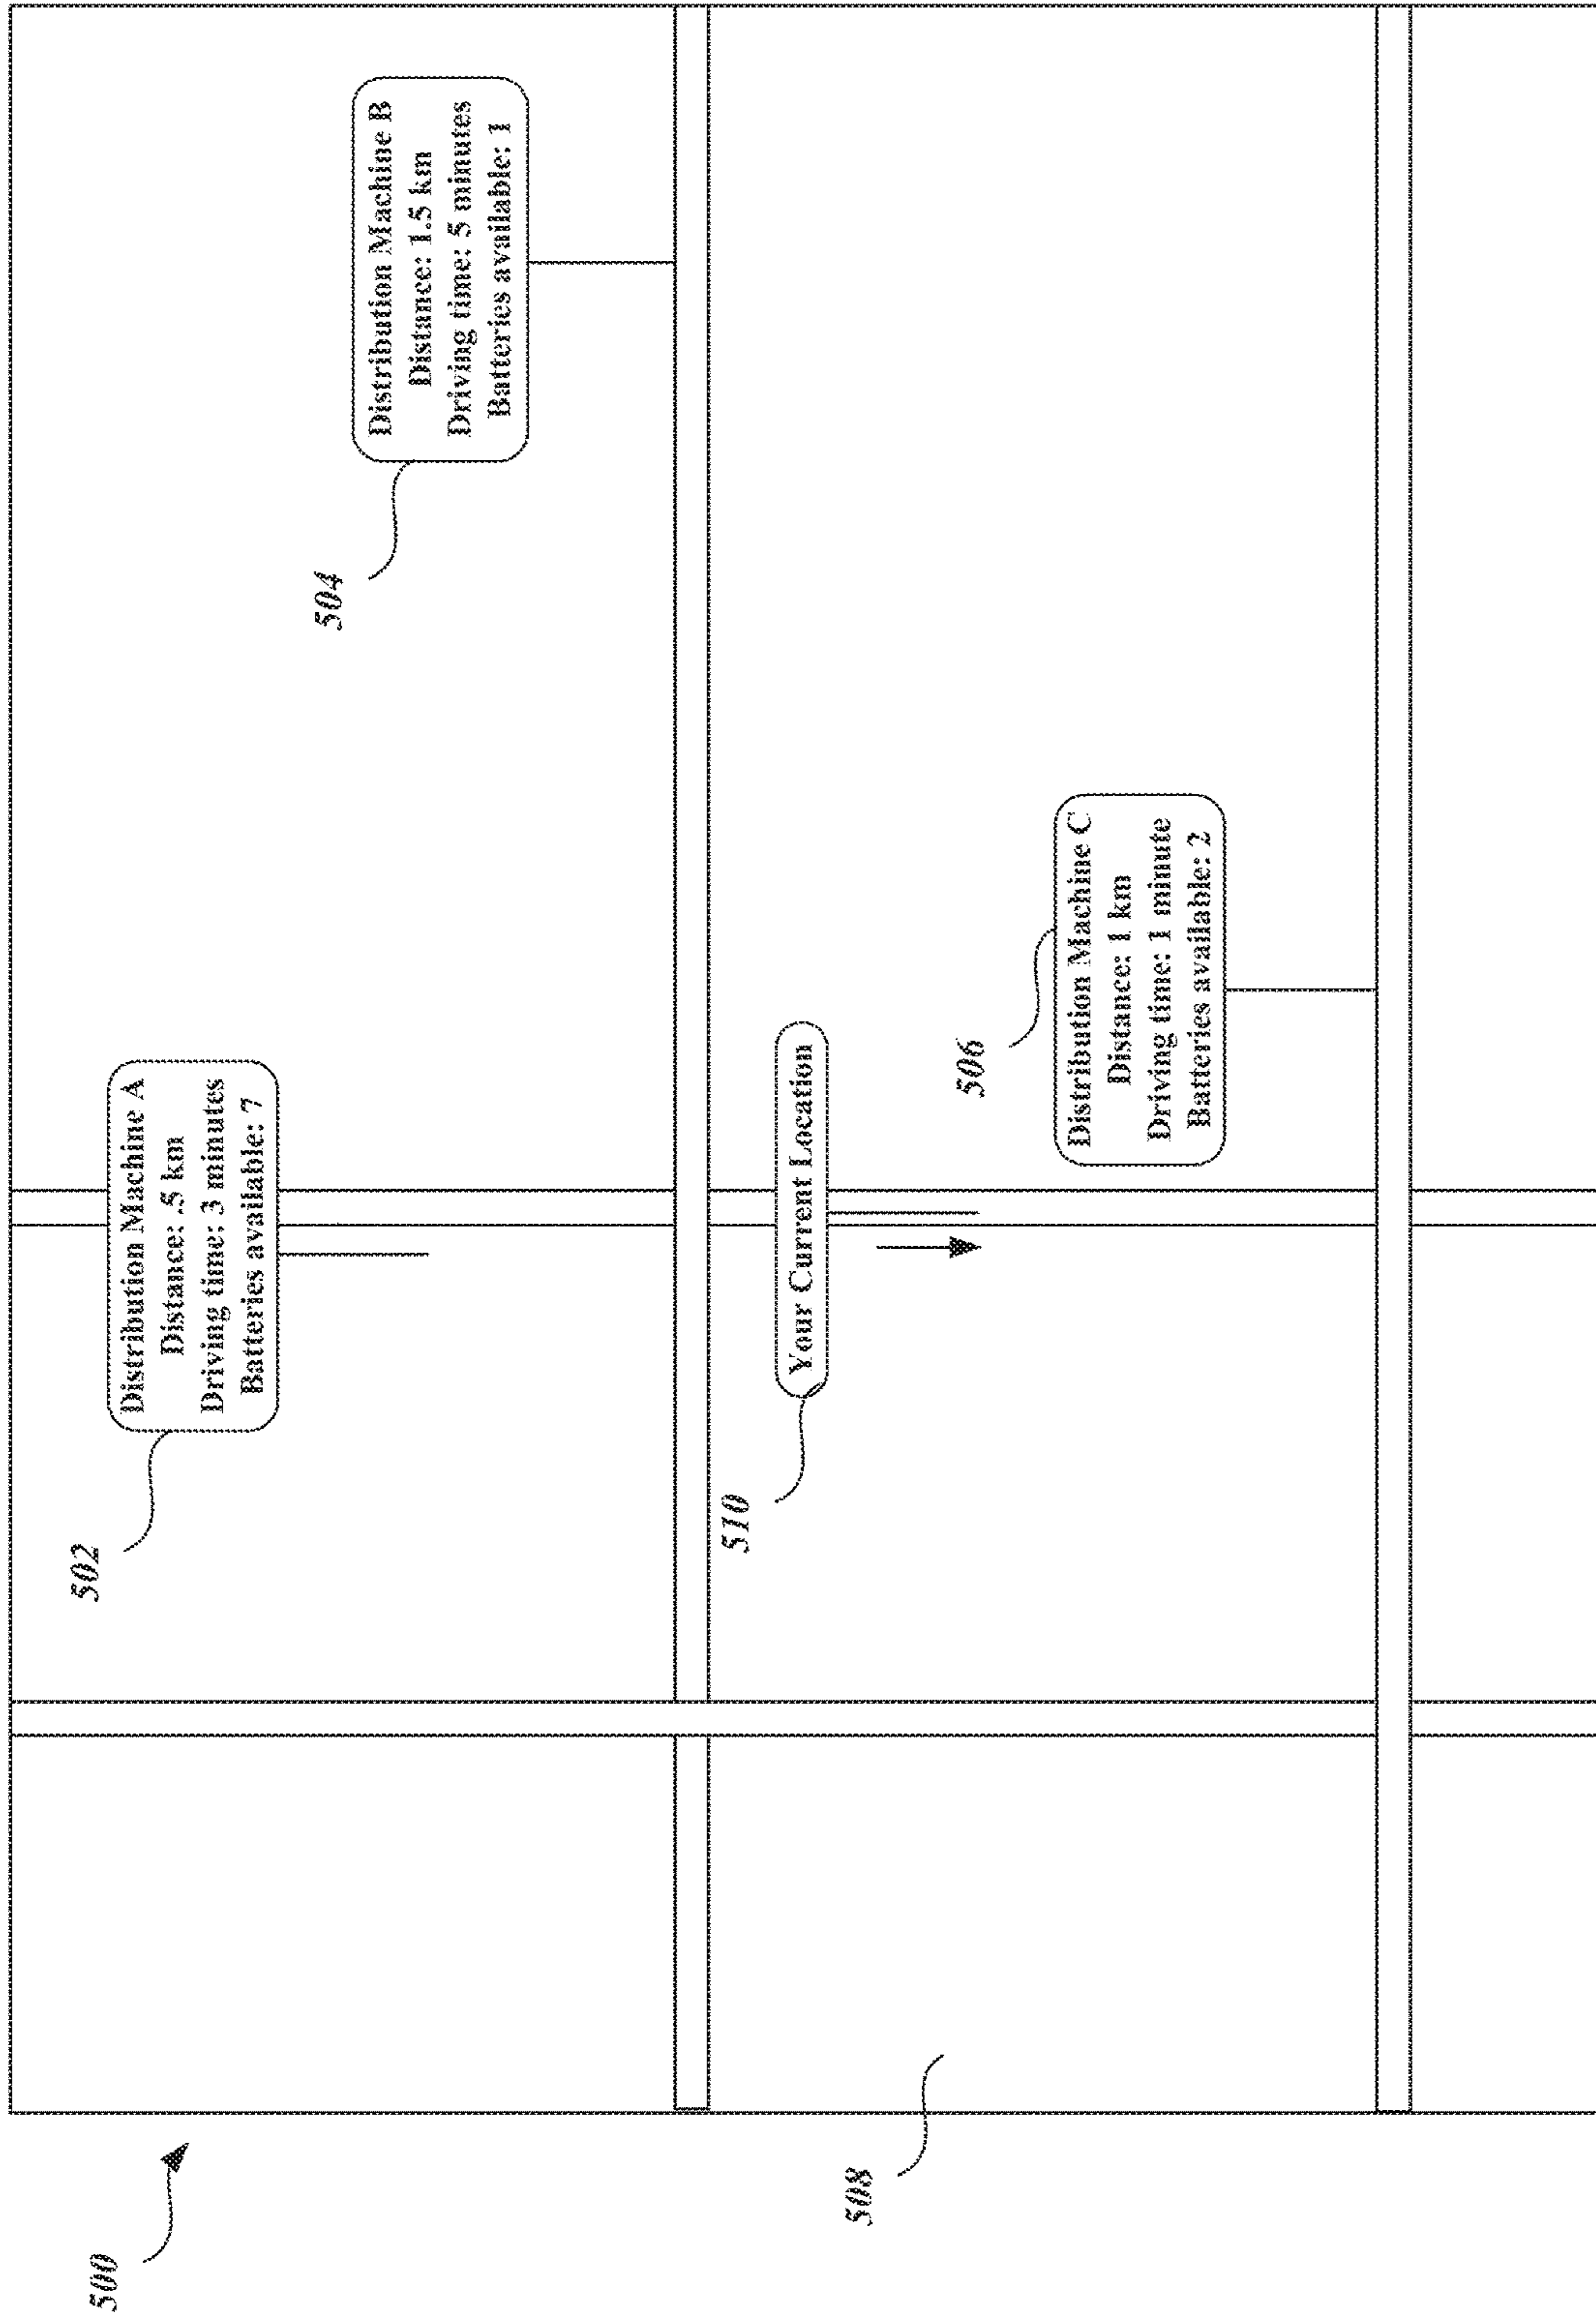 500
502
Distribution Machine A
Distance: .5 km
Driving time: 3 minutes
Batteries available: 7
504
Distribution Machine B
Distance: 1.5 km
Driving time: 5 minutes
Batteries available: 1
510
Your Current Location
508
506
Distribution Machine C
Distance: 1 km
Driving time: 1 minute
Batteries available: 2